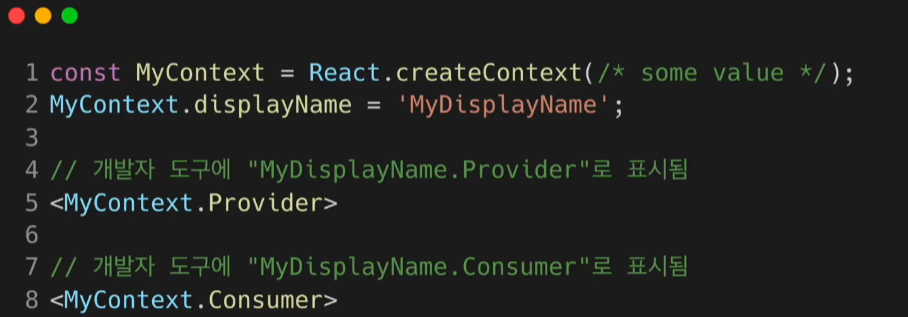 1 const MyContext = React.createContext(/* some value */);
2 MyContext.displayName = 'MyDisplayName';
3
4 // 개발자 도구에 "MyDisplayName.Provider"로 표시됨
5 <MyContext.Provider>
6
7 // 개발자 도구에 "MyDisplayName.Consumer"로 표시됨
8 <MyContext.Consumer>